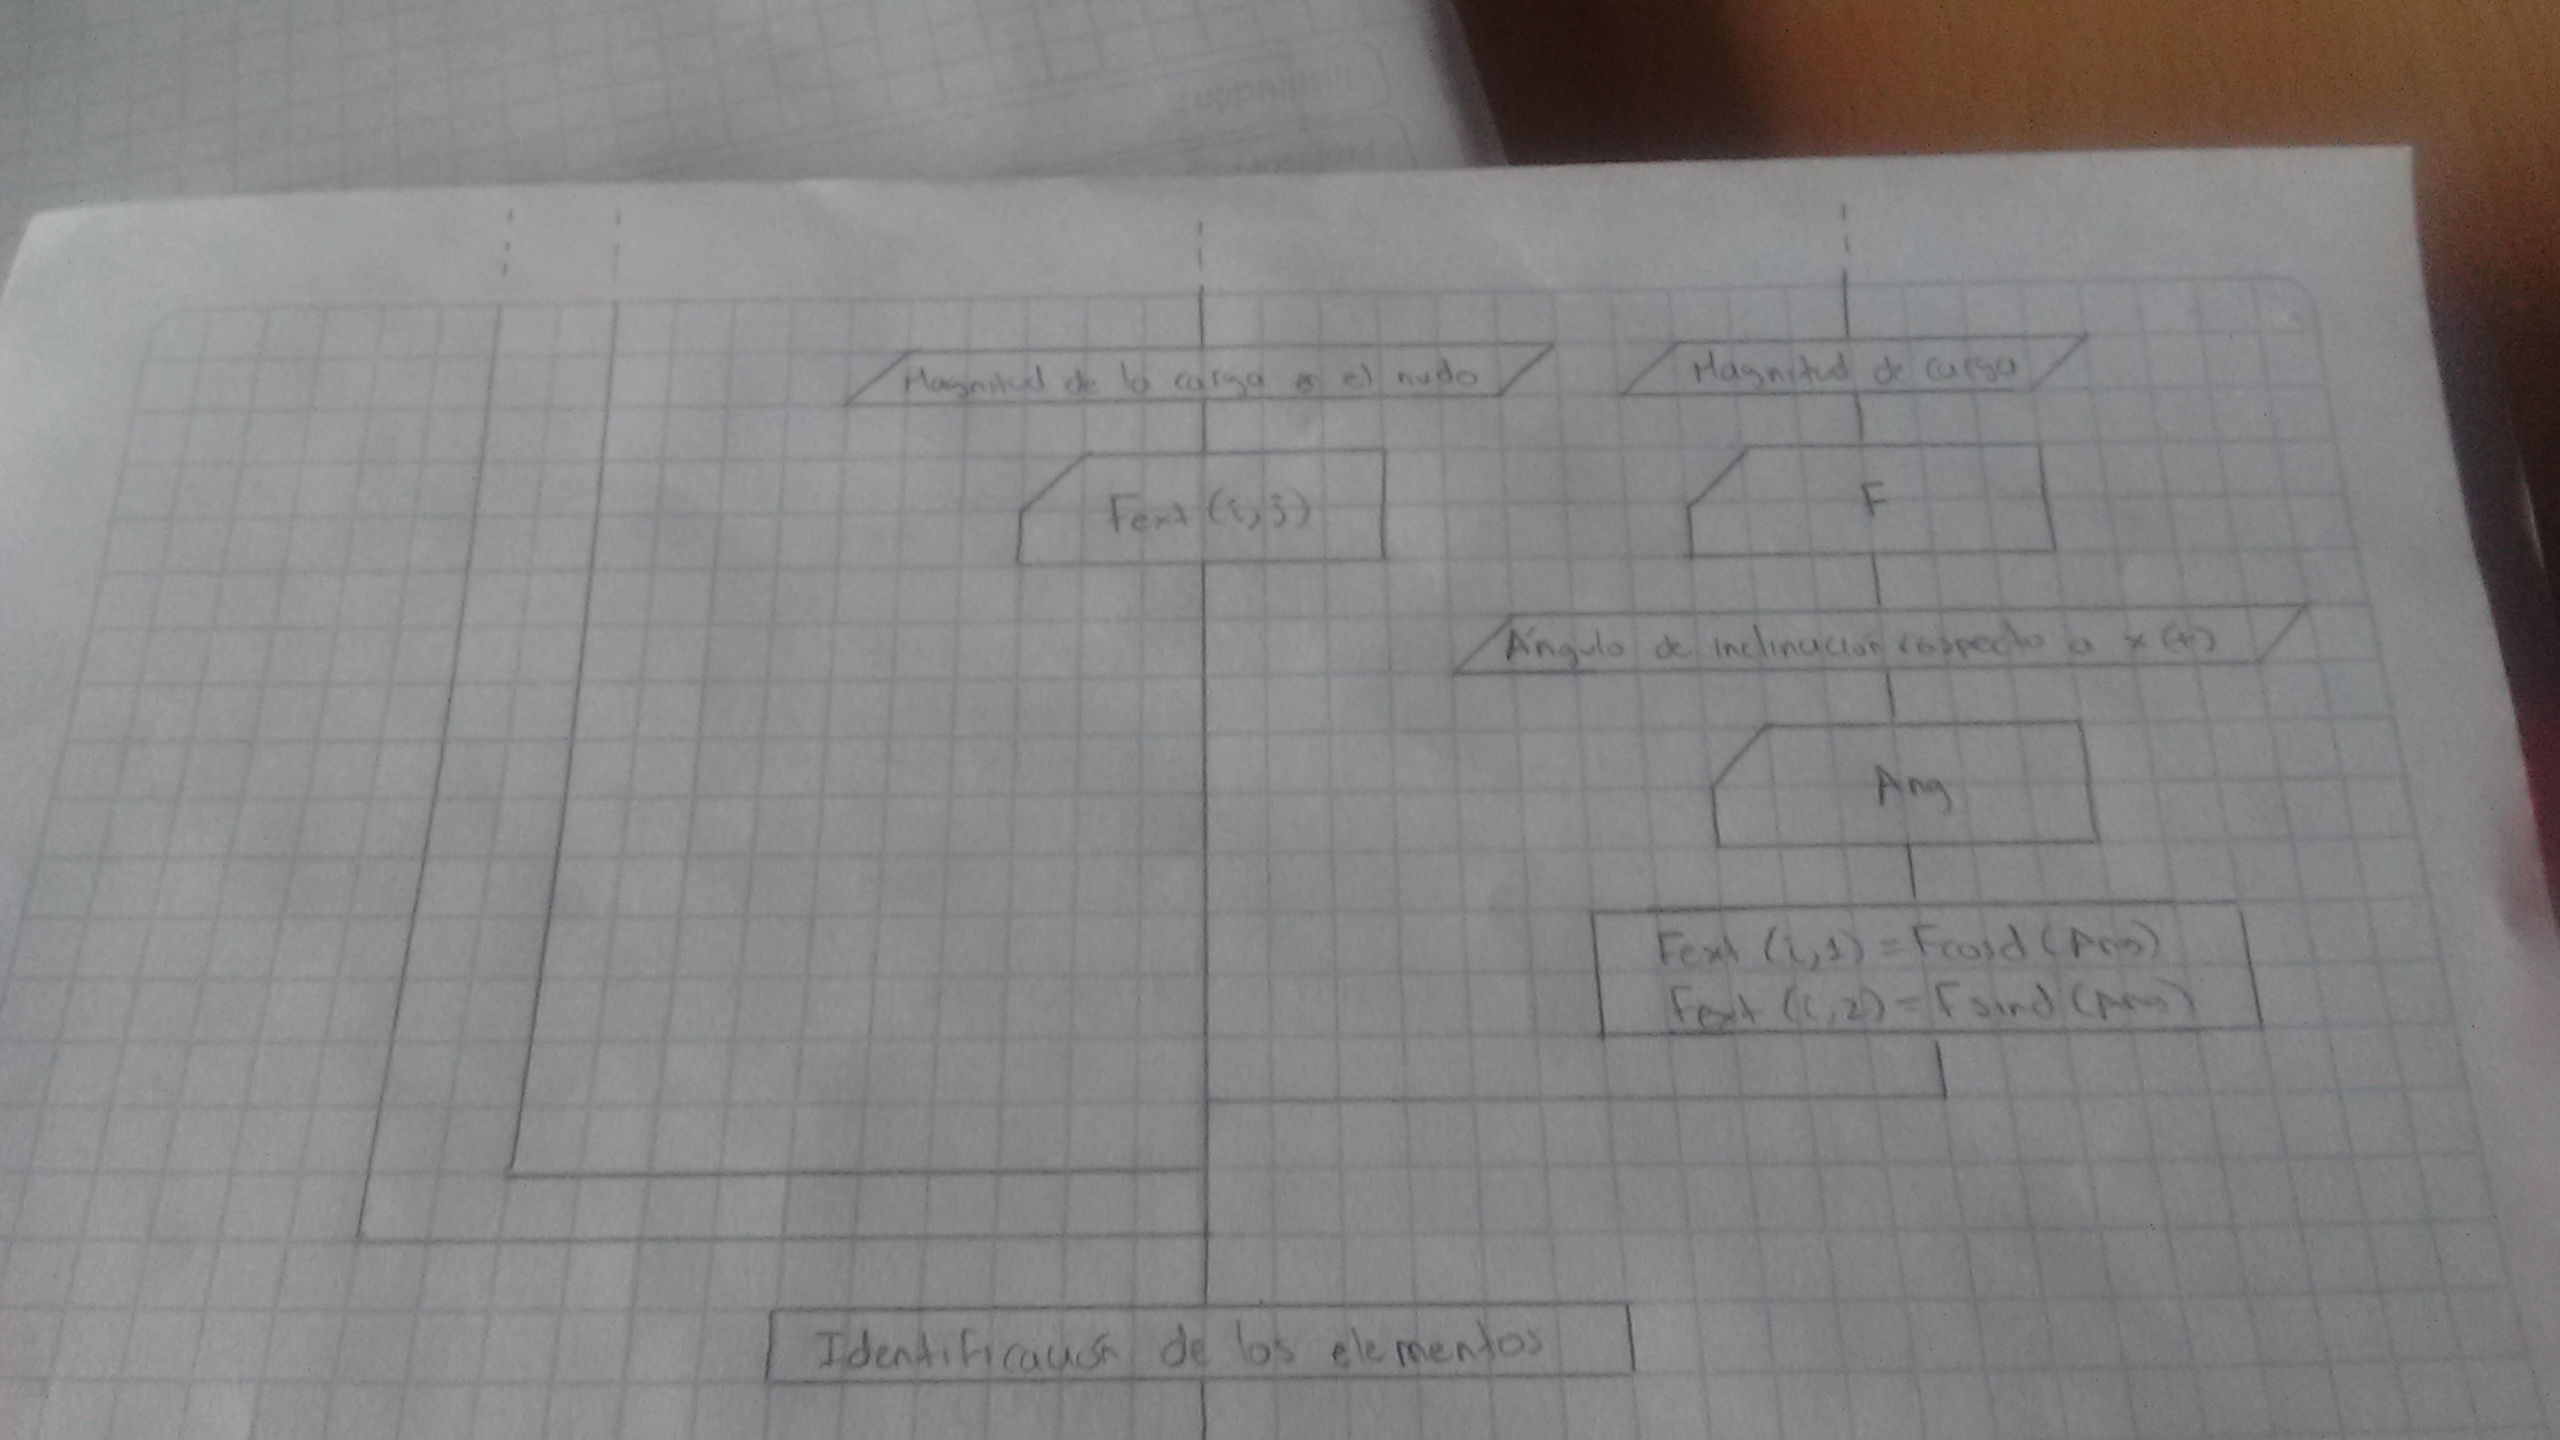 Magnitud de la carga en el nudo
Magnitud de carga
Fext (i,j)
F
Ángulo de inclinación respecto a x(+)
Ang
Fext (i,1) = Fcosd (Ang)
Fext (i,2) = Fsind (Ang)
Identificación de los elementos